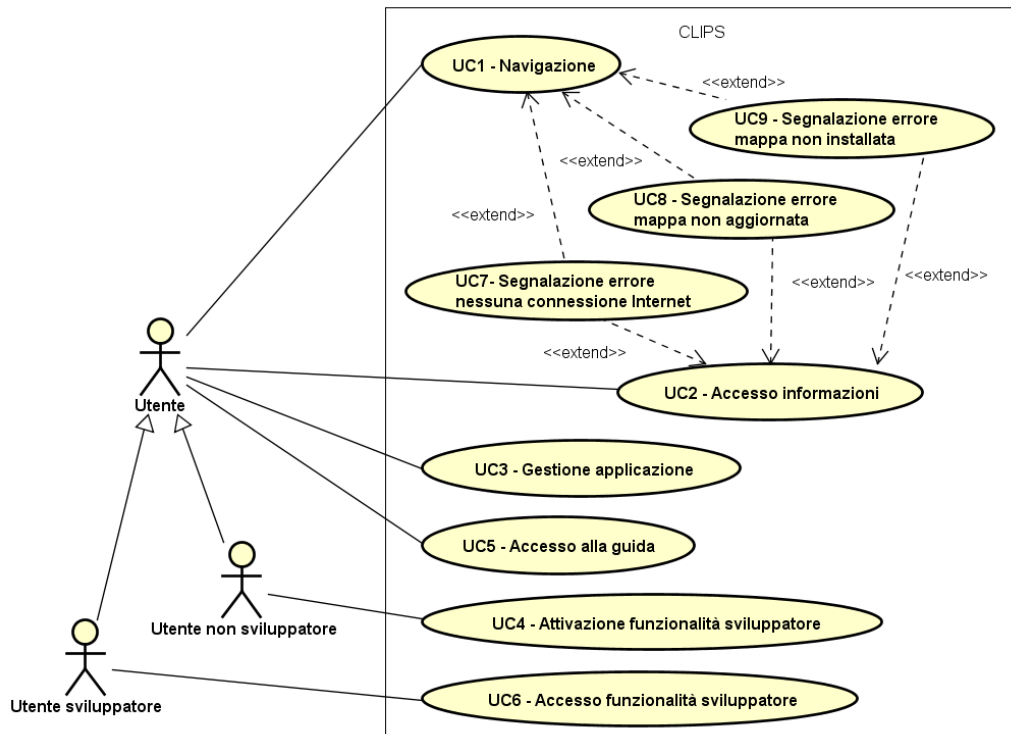 CLIPS
UC1 - Navigazione
<<extend>>
UC9 - Segnalazione errore
mappa non installata
<<extend>>
UC8 - Segnalazione errore
mappa non aggiornata
<<extend>>
UC7- Segnalazione errore
nessuna connessione Internet
<<extend>>
<<extend>>
<<extend>>
UC2 - Accesso informazioni
Utente
UC3 - Gestione applicazione
UC5 - Accesso alla guida
UC4 - Attivazione funzionalità sviluppatore
Utente non sviluppatore
UC6 - Accesso funzionalità sviluppatore
Utente sviluppatore